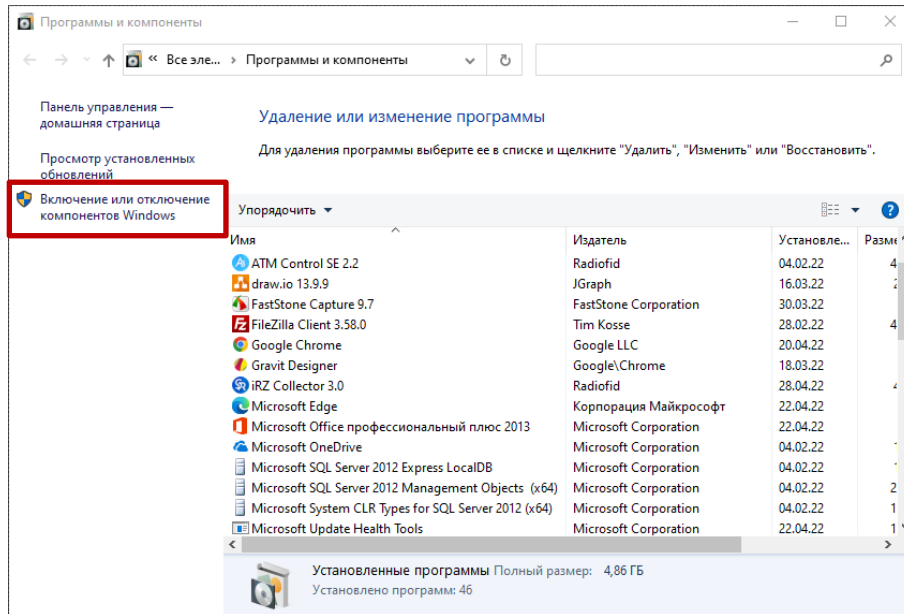 Программы и компоненты
« Все эле... › Программы и компоненты
Панель управления —
домашняя страница
Просмотр установленных
обновлений
Включение или отключение
компонентов Windows
Удаление или изменение программы
Для удаления программы выберите ее в списке и щелкните "Удалить", "Изменить" или "Восстановить".
Упорядочить
Имя Издатель Установле...
ATM Control SE 2.2 Radiofid 04.02.22 4
draw.io 13.9.9 JGraph 16.03.22
FastStone Capture 9.7 FastStone Corporation 30.03.22
FileZilla Client 3.58.0 Tim Kosse 28.02.22 4
Google Chrome Google LLC 20.04.22
Gravit Designer Google\Chrome 18.03.22
iRZ Collector 3.0 Radiofid 28.04.22
Microsoft Edge Корпорация Майкрософт 22.04.22
Microsoft Office профессиональный плюс 2013 Microsoft Corporation 22.04.22
Microsoft OneDrive Microsoft Corporation 04.02.22
Microsoft SQL Server 2012 Express LocalDB Microsoft Corporation 04.02.22
Microsoft SQL Server 2012 Management Objects (x64) Microsoft Corporation 04.02.22 2
Microsoft System CLR Types for SQL Server 2012 (x64) Microsoft Corporation 04.02.22 1
Microsoft Update Health Tools Microsoft Corporation 22.04.22 1
Установленные программы Полный размер: 4,86 ГБ
Установлено программ: 46